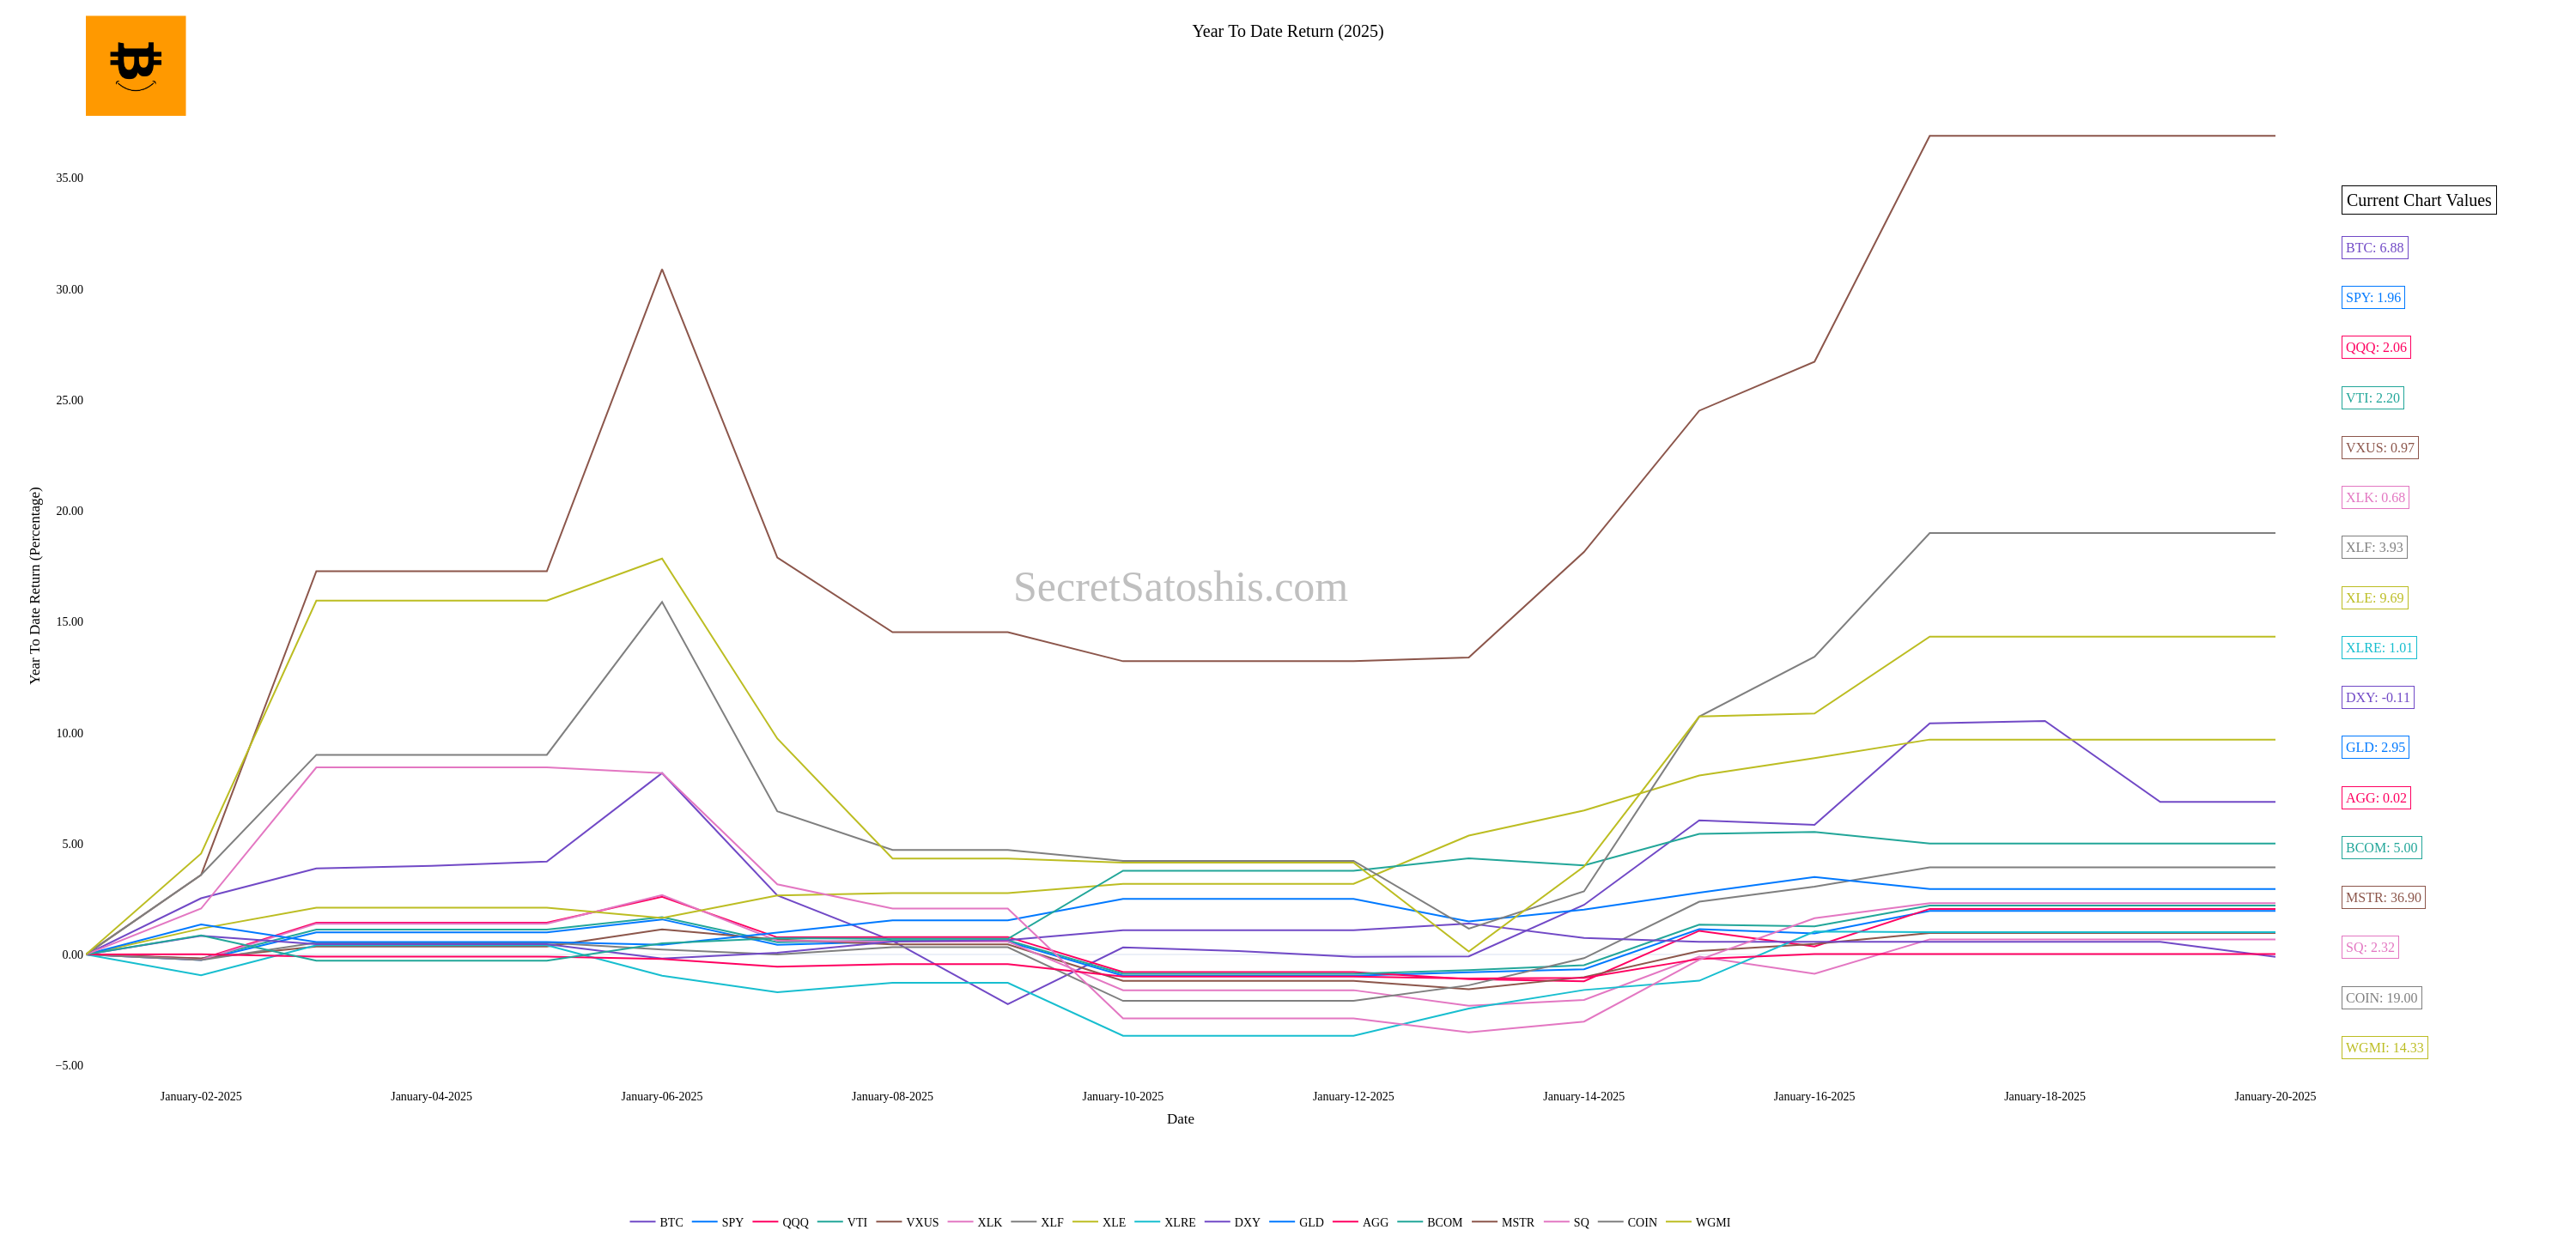 Year To Date Return (2025)
35.00
30.00
25.00
20.00
15.00
10.00
5.00
0.00
−5.00
Year To Date Return (Percentage)
SecretSatoshis.com
January-02-2025 January-04-2025 January-06-2025 January-08-2025 January-10-2025 January-12-2025 January-14-2025 January-16-2025 January-18-2025 January-20-2025
Date
Current Chart Values
BTC: 6.88
SPY: 1.96
QQQ: 2.06
VTI: 2.20
VXUS: 0.97
XLK: 0.68
XLF: 3.93
XLE: 9.69
XLRE: 1.01
DXY: -0.11
GLD: 2.95
AGG: 0.02
BCOM: 5.00
MSTR: 36.90
SQ: 2.32
COIN: 19.00
WGMI: 14.33
BTC SPY QQQ VTI VXUS XLK XLF XLE XLRE DXY GLD AGG BCOM MSTR SQ COIN WGMI